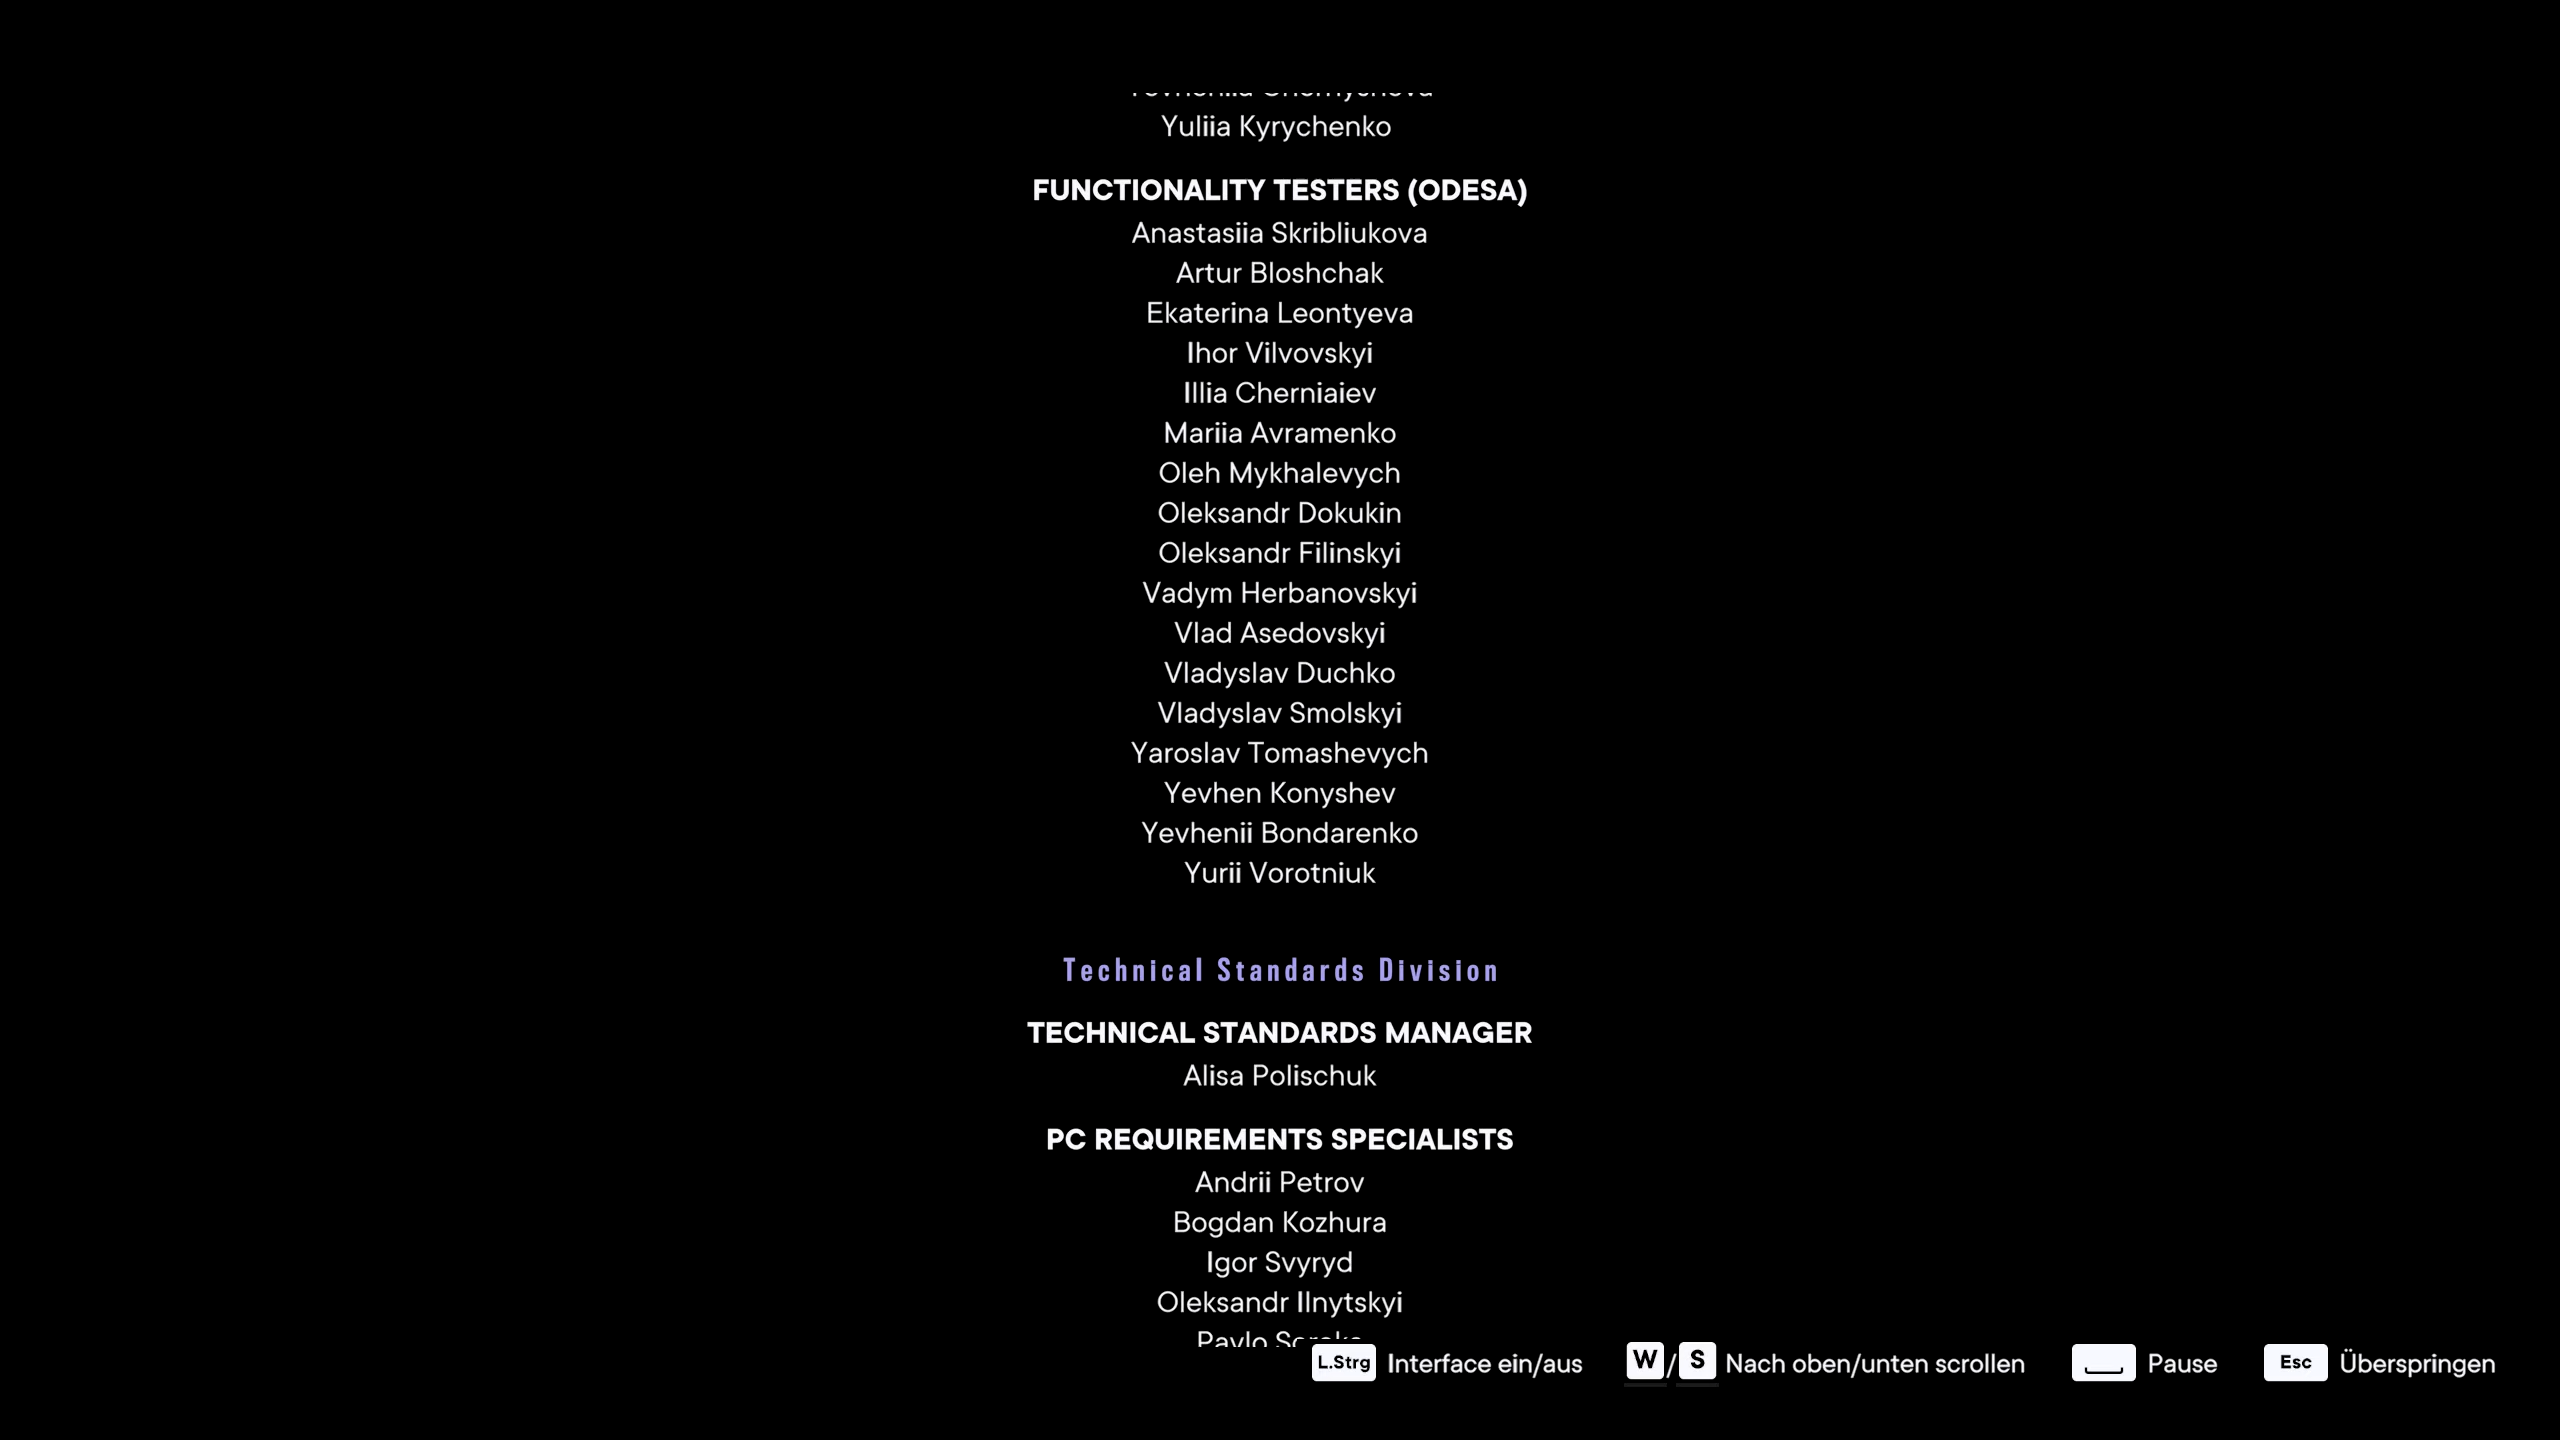 Yuliia Kyrychenko
FUNCTIONALITY TESTERS (ODESA)
Anastasiia Skribliukova
Artur Bloshchak
Ekaterina Leontyeva
Ihor Vilvovskyi
Illia Cherniaiev
Mariia Avramenko
Oleh Mykhalevych
Oleksandr Dokukin
Oleksandr Filinskyi
Vadym Herbanovskyi
Vlad Asedovskyi
Vladyslav Duchko
Vladyslav Smolskyi
Yaroslav Tomashevych
Yevhen Konyshev
Yevhenii Bondarenko
Yurii Vorotniuk
Technical Standards Division
TECHNICAL STANDARDS MANAGER
Alisa Polischuk
PC REQUIREMENTS SPECIALISTS
Andrii Petrov
Bogdan Kozhura
Igor Svyryd
Oleksandr Ilnytskyi
Pavlo
L.Strg Interface ein/aus W/S Nach oben/unten scrollen Pause Esc Überspringen